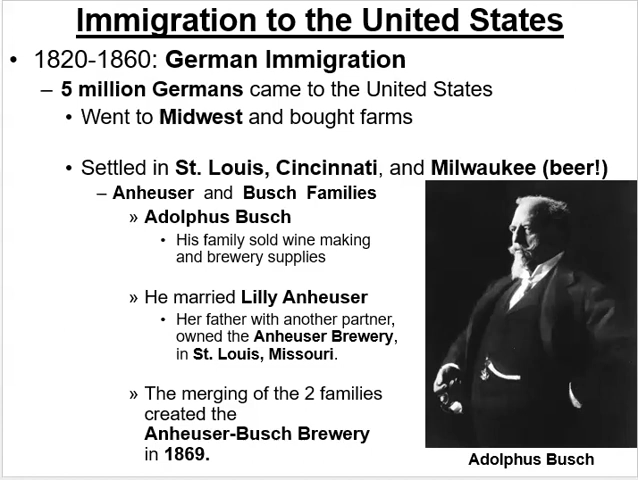 Immigration to the United States
• 1820-1860: German Immigration
– 5 million Germans came to the United States
• Went to Midwest and bought farms
• Settled in St. Louis, Cincinnati, and Milwaukee (beer!)
– Anheuser and Busch Families
» Adolphus Busch
• His family sold wine making
and brewery supplies
» He married Lilly Anheuser
• Her father with another partner,
owned the Anheuser Brewery,
in St. Louis, Missouri.
» The merging of the 2 families
created the
Anheuser-Busch Brewery
in 1869.
Adolphus Busch